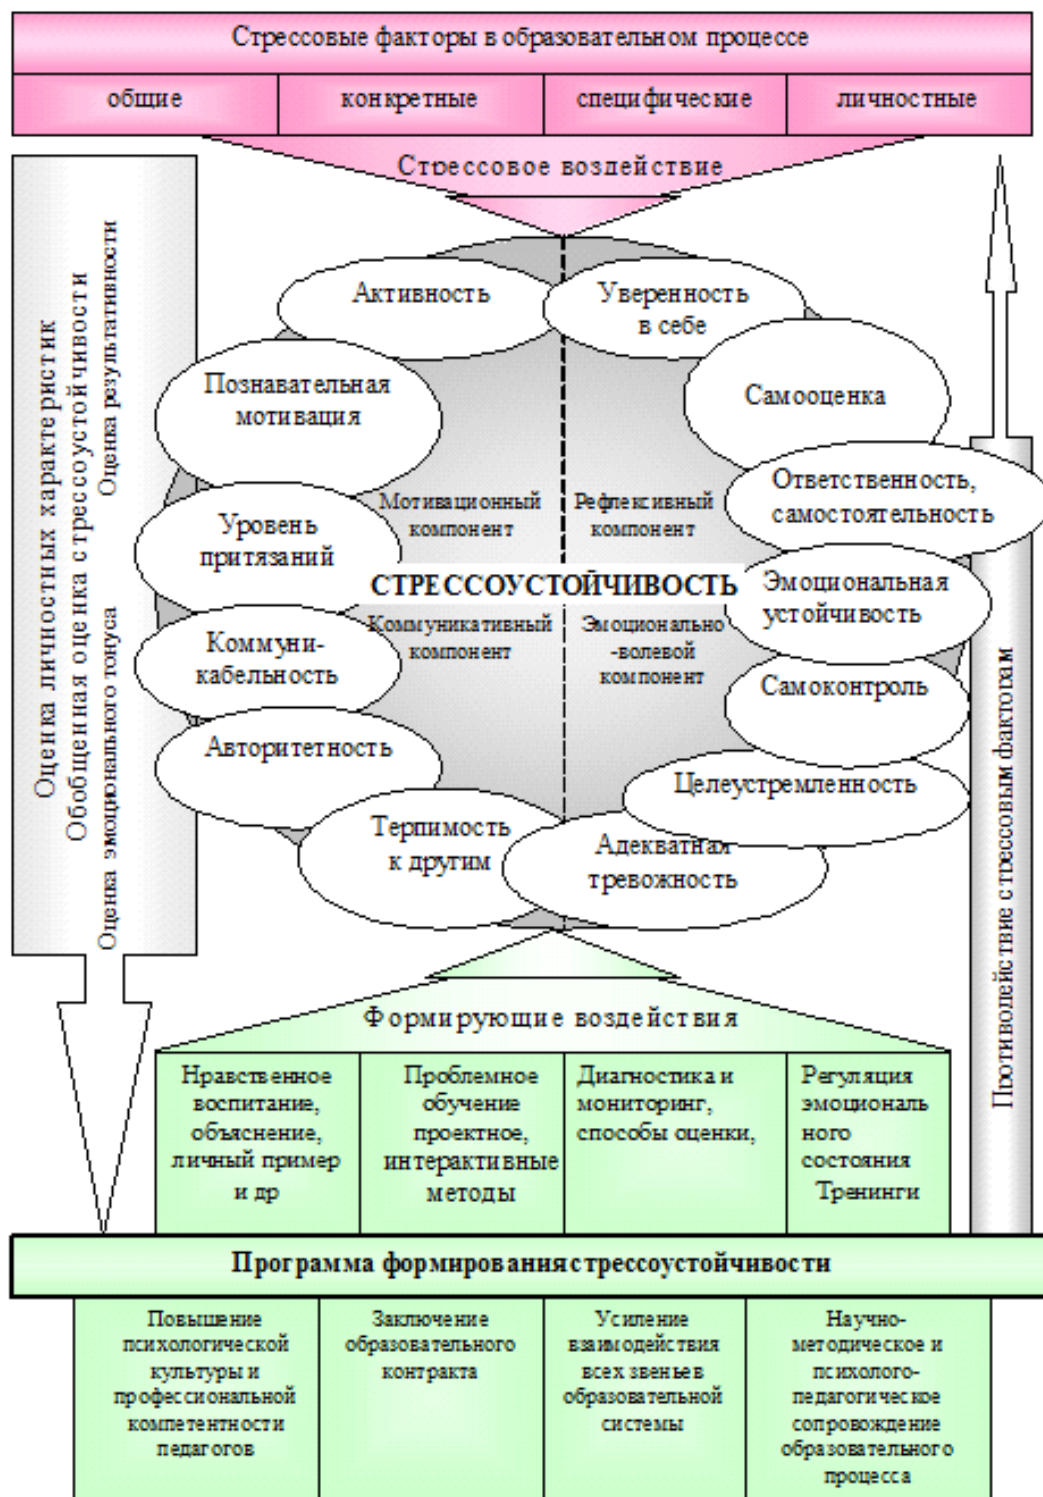 Стрессовые факторы в образовательном процессе
общие
конкретные
специфические
личностные
Стрессовое воздействие
Оценка личностных характеристик
Обобщенная оценка стрессоустойчивости
Оценка эмоционального тонуса
Оценка результативности
Активность
Уверенность
в себе
Познавательная
мотивация
Самооценка
Уровень
притязаний
Ответственность,
самостоятельность
Мотивационный
компонент
Рефлексивный
компонент
СТРЕССОУСТОЙЧИВОСТЬ
Эмоциональная
устойчивость
Коммуникативный
компонент
Эмоционально
-волевой
компонент
Коммуни-
кабельность
Самоконтроль
Авторитетность
Целеустремленность
Терпимость
к другим
Адекватная
тревожность
Противодействие стрессовым факторам
Формирующие воздействия
Нравственное
воспитание,
объяснение,
личный пример
и др
Проблемное
обучение
проектное,
интерактивные
методы
Диагностика и
мониторинг,
способы оценки,
Регуляция
эмоциональ
ного
состояния
Тренинги
Программа формирования стрессоустойчивости
Повышение
психологической
культуры и
профессиональной
компетентности
педагогов
Заключение
образовательного
контракта
Усиление
взаимодействия
всех звеньев
образовательной
системы
Научно-
методическое и
психолого-
педагогическое
сопровождение
образовательного
процесса